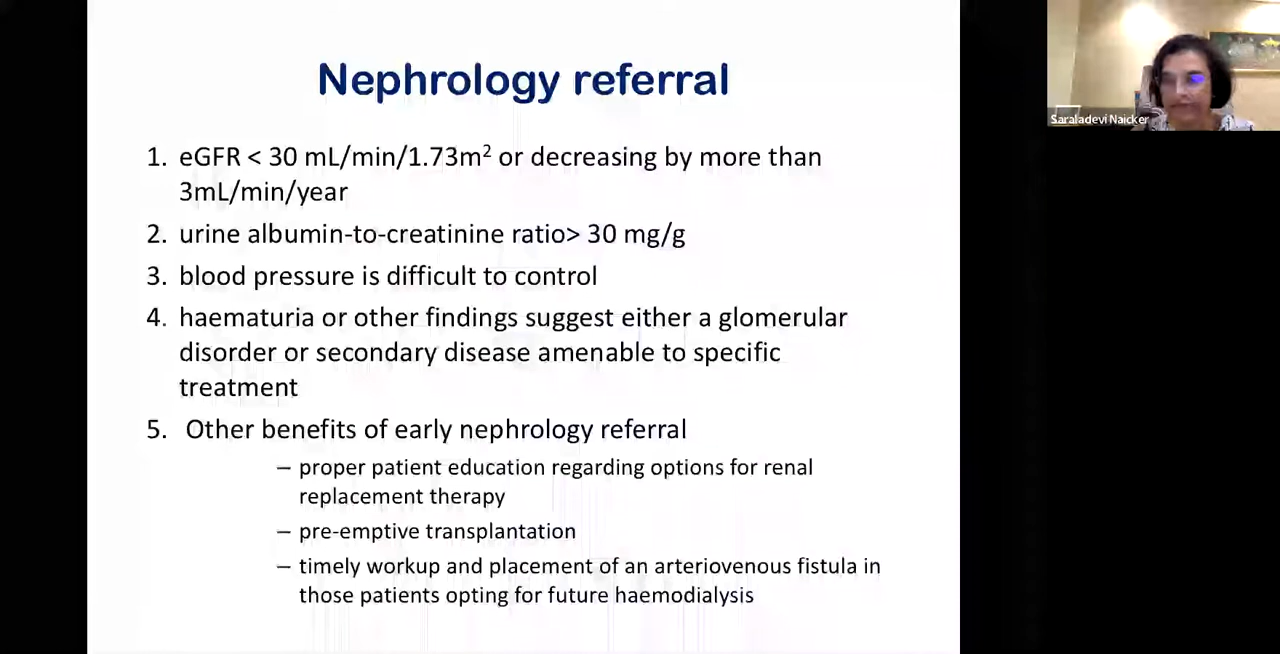 Nephrology referral
1. eGFR < 30 mL/min/1.73m² or decreasing by more than
3mL/min/year
2. urine albumin-to-creatinine ratio> 30 mg/g
3. blood pressure is difficult to control
4. haematuria or other findings suggest either a glomerular
disorder or secondary disease amenable to specific
treatment
5. Other benefits of early nephrology referral
– proper patient education regarding options for renal
replacement therapy
– pre-emptive transplantation
– timely workup and placement of an arteriovenous fistula in
those patients opting for future haemodialysis
Saraladevi Naicker